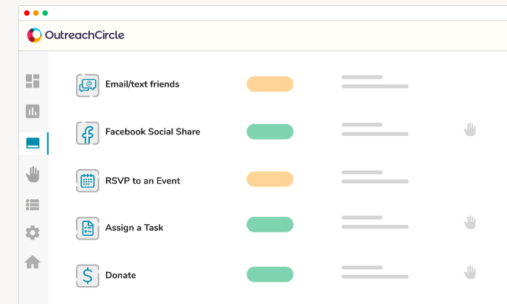 OutreachCircle
Email/text friends
Facebook Social Share
RSVP to an Event
Assign a Task
Donate